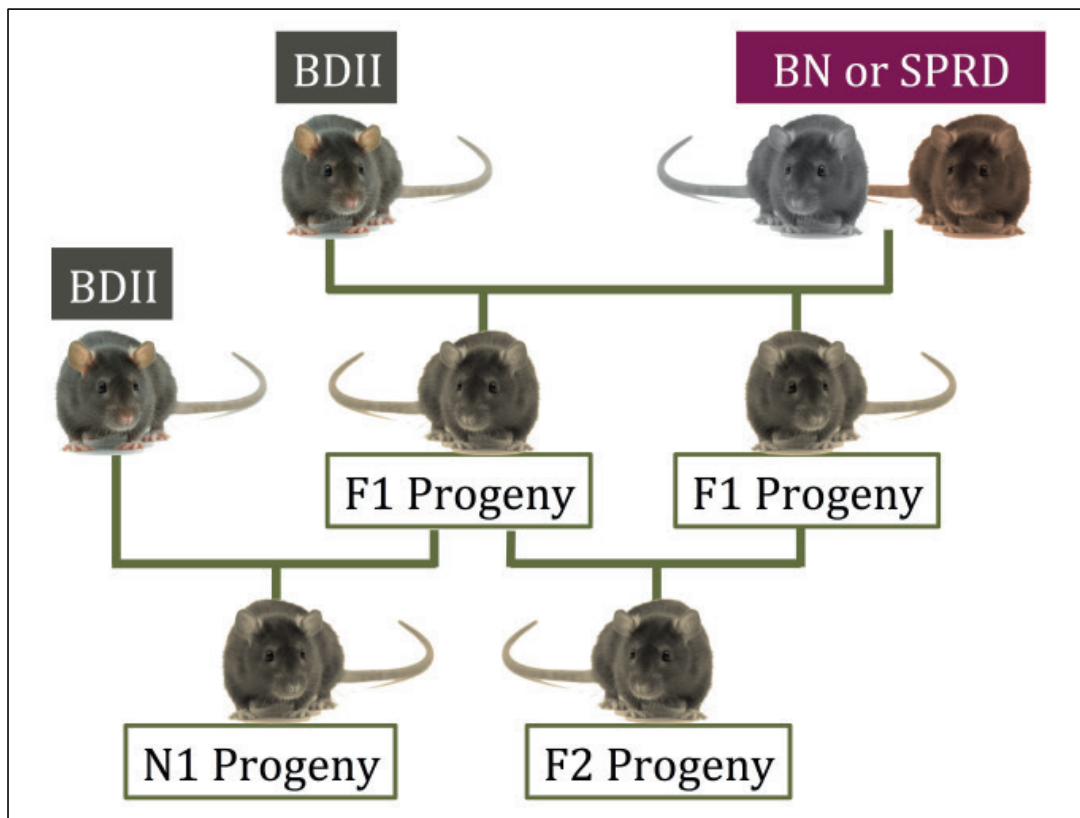 BDII
BN or SPRD
BDII
F1 Progeny
F1 Progeny
N1 Progeny
F2 Progeny